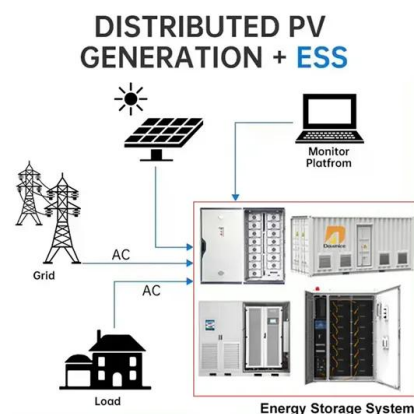 DISTRIBUTED PV
GENERATION + ESS
Monitor
Platfrom
AC
Grid
AC
Load
Energy Storage System